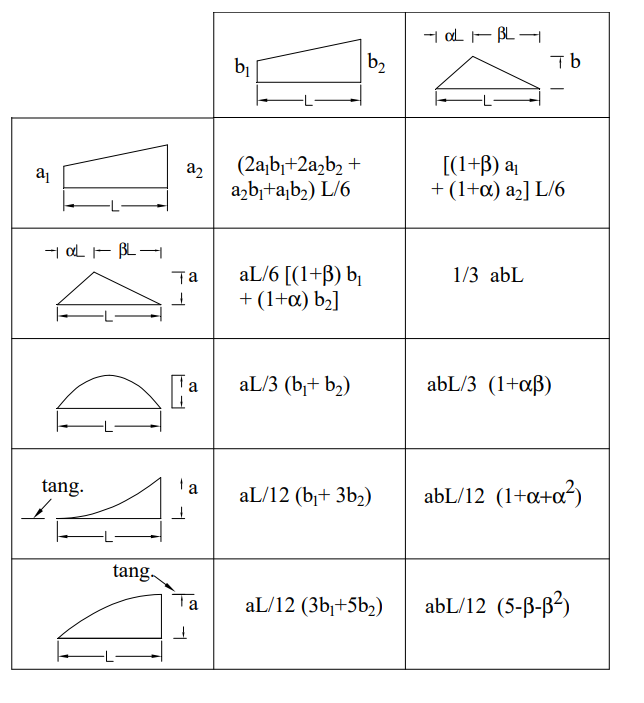 αL βL
b₁ b₂ b
L L
a₁ a₂
(2a₁b₁+2a₂b₂ +
a₂b₁+a₁b₂) L/6
[(1+β) a₁
+ (1+α) a₂] L/6
L
αL βL
a
aL/6 [(1+β) b₁
+ (1+α) b₂]
1/3 abL
L
a
aL/3 (b₁+ b₂)
abL/3 (1+αβ)
L
tang.
a
aL/12 (b₁+ 3b₂)
abL/12 (1+α+α²)
L
tang.
a
aL/12 (3b₁+5b₂)
abL/12 (5-β-β²)
L